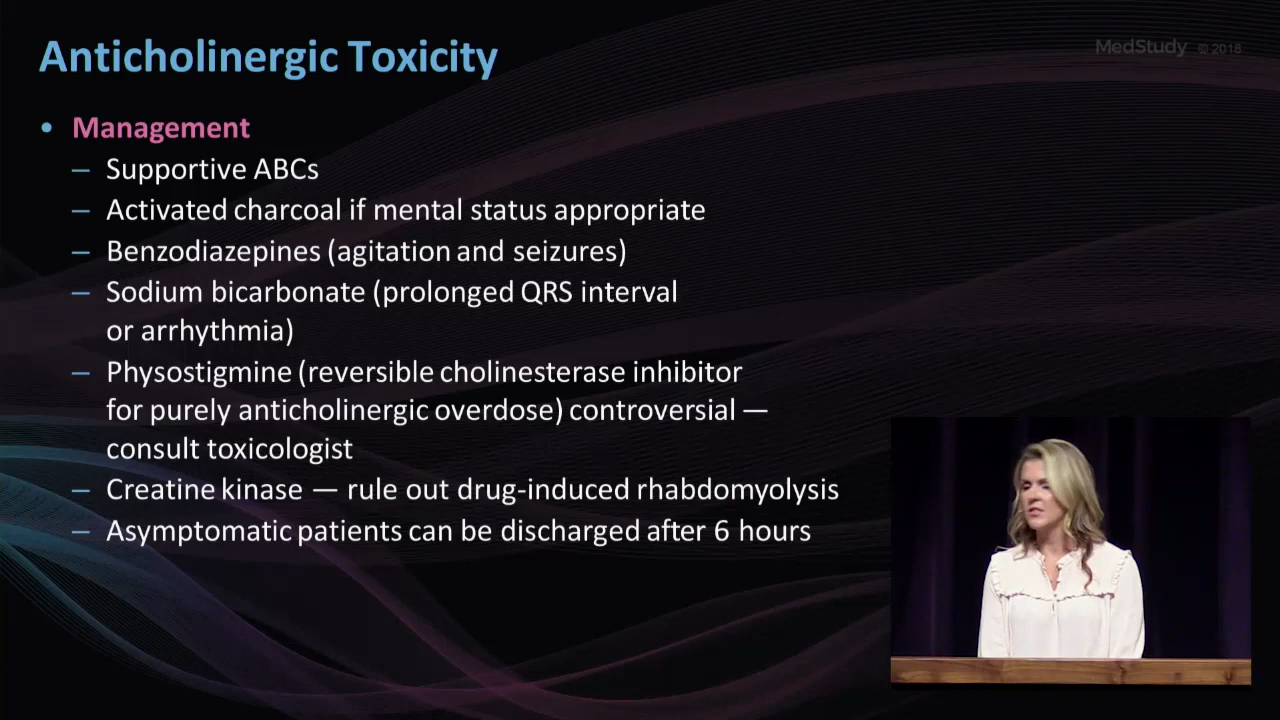 Anticholinergic Toxicity
MedStudy © 2018
• Management
– Supportive ABCs
– Activated charcoal if mental status appropriate
– Benzodiazepines (agitation and seizures)
– Sodium bicarbonate (prolonged QRS interval
or arrhythmia)
– Physostigmine (reversible cholinesterase inhibitor
for purely anticholinergic overdose) controversial —
consult toxicologist
– Creatine kinase — rule out drug-induced rhabdomyolysis
– Asymptomatic patients can be discharged after 6 hours